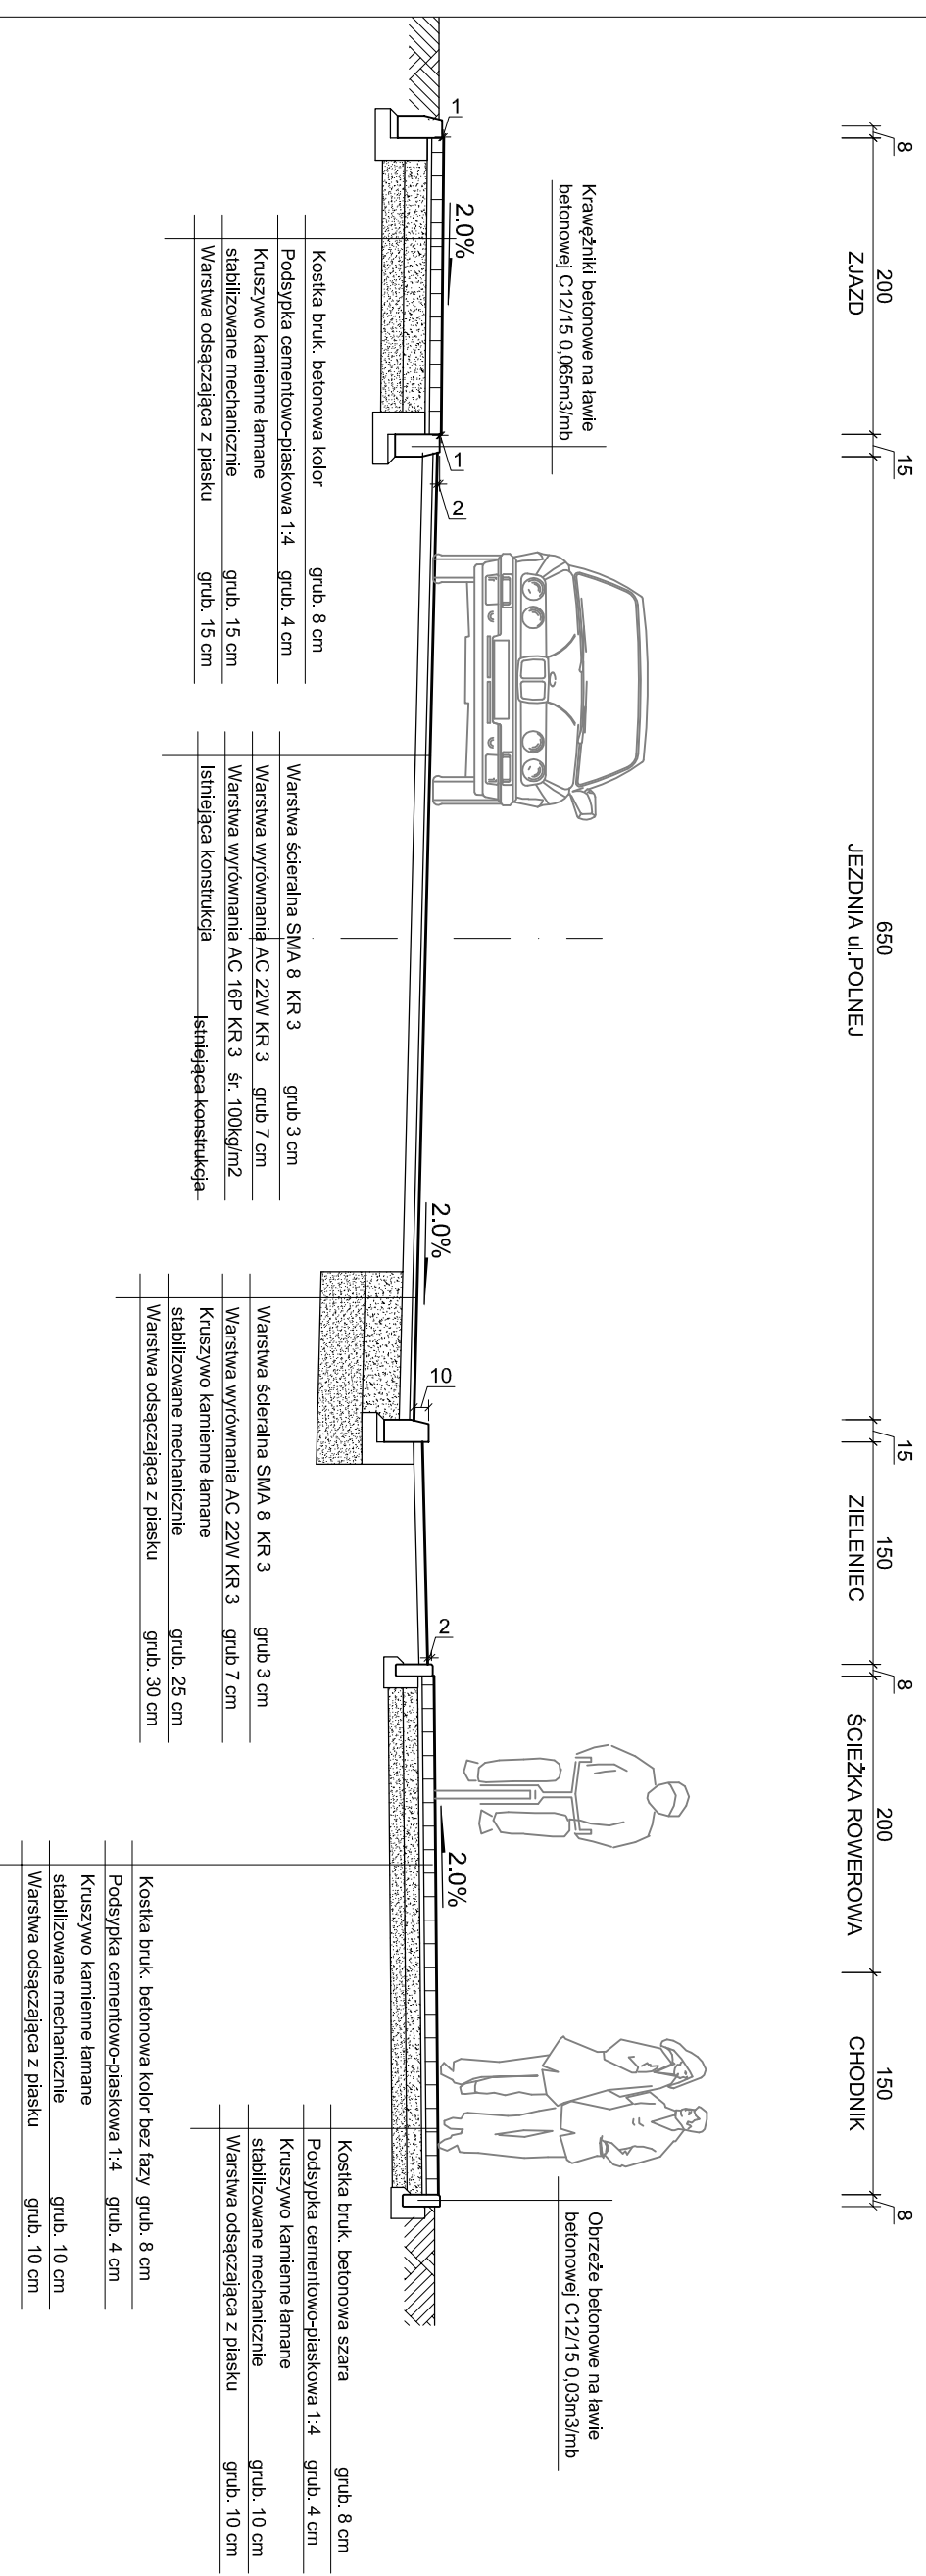 8
200
ZJAZD
15
650
JEZDNIA ul.POLNEJ
15
150
ZIELENIEC
8
200
ŚCIEŻKA ROWEROWA
150
CHODNIK
8
Krawężniki betonowe na ławie
betonowej C12/15 0,065m3/mb
Obrzeże betonowe na ławie
betonowej C12/15 0,03m3/mb
1
2.0%
1
2
2.0%
10
2
2.0%
Kostka bruk. betonowa kolor grub. 8 cm
Podsypka cementowo-piaskowa 1:4 grub. 4 cm
Kruszywo kamienne łamane
stabilizowane mechanicznie grub. 15 cm
Warstwa odsączająca z piasku grub. 15 cm
Warstwa ścieralna SMA 8 KR 3 grub 3 cm
Warstwa wyrównania AC 22W KR 3 grub 7 cm
Warstwa wyrównania AC 16P KR 3 śr. 100kg/m2
Istniejąca konstrukcja Istniejąca konstrukcja
Warstwa ścieralna SMA 8 KR 3 grub 3 cm
Warstwa wyrównania AC 22W KR 3 grub 7 cm
Kruszywo kamienne łamane
stabilizowane mechanicznie grub. 25 cm
Warstwa odsączająca z piasku grub. 30 cm
Kostka bruk. betonowa kolor bez fazy grub. 8 cm
Podsypka cementowo-piaskowa 1:4 grub. 4 cm
Kruszywo kamienne łamane
stabilizowane mechanicznie grub. 10 cm
Warstwa odsączająca z piasku grub. 10 cm
Kostka bruk. betonowa szara grub. 8 cm
Podsypka cementowo-piaskowa 1:4 grub. 4 cm
Kruszywo kamienne łamane
stabilizowane mechanicznie grub. 10 cm
Warstwa odsączająca z piasku grub. 10 cm